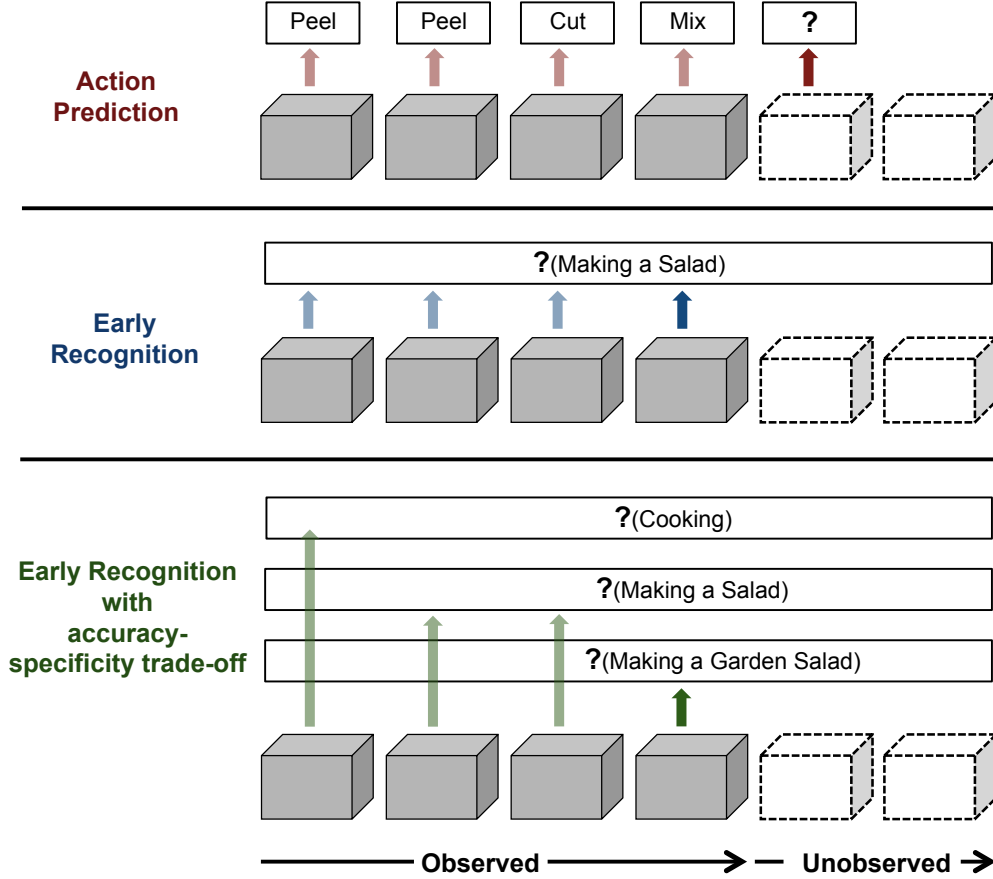 Peel Peel Cut Mix ?
Action
Prediction
?(Making a Salad)
Early
Recognition
?(Cooking)
?(Making a Salad)
?(Making a Garden Salad)
Early Recognition
with
accuracy-
specificity trade-off
Observed Unobserved